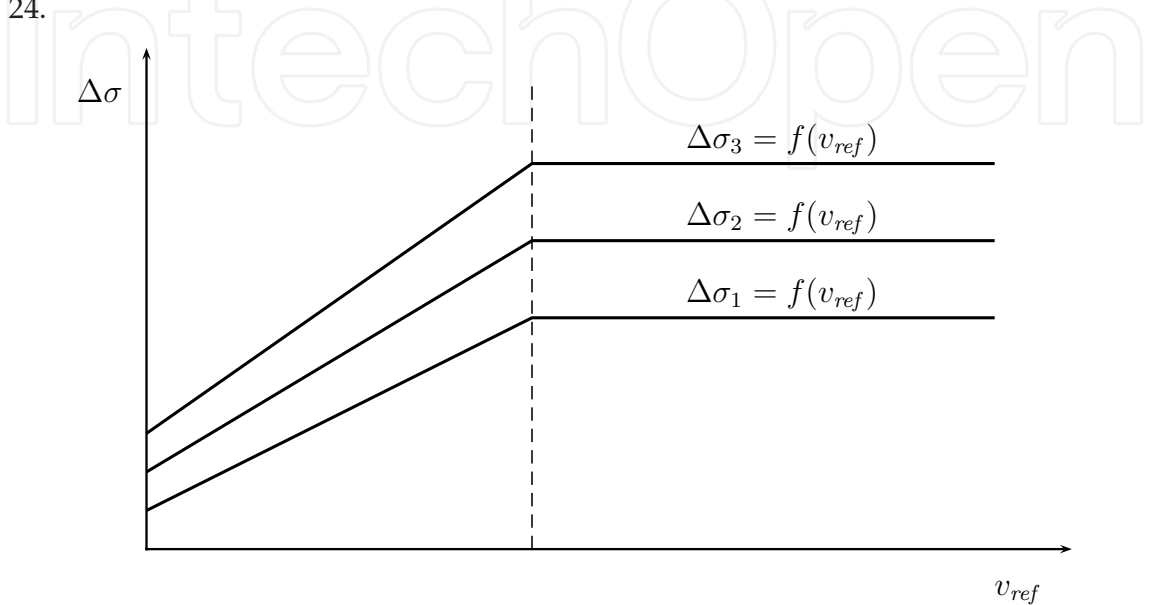 24.
IntechOpen
Δσ
Δσ₃ = f(v_ref)
Δσ₂ = f(v_ref)
Δσ₁ = f(v_ref)
v_ref